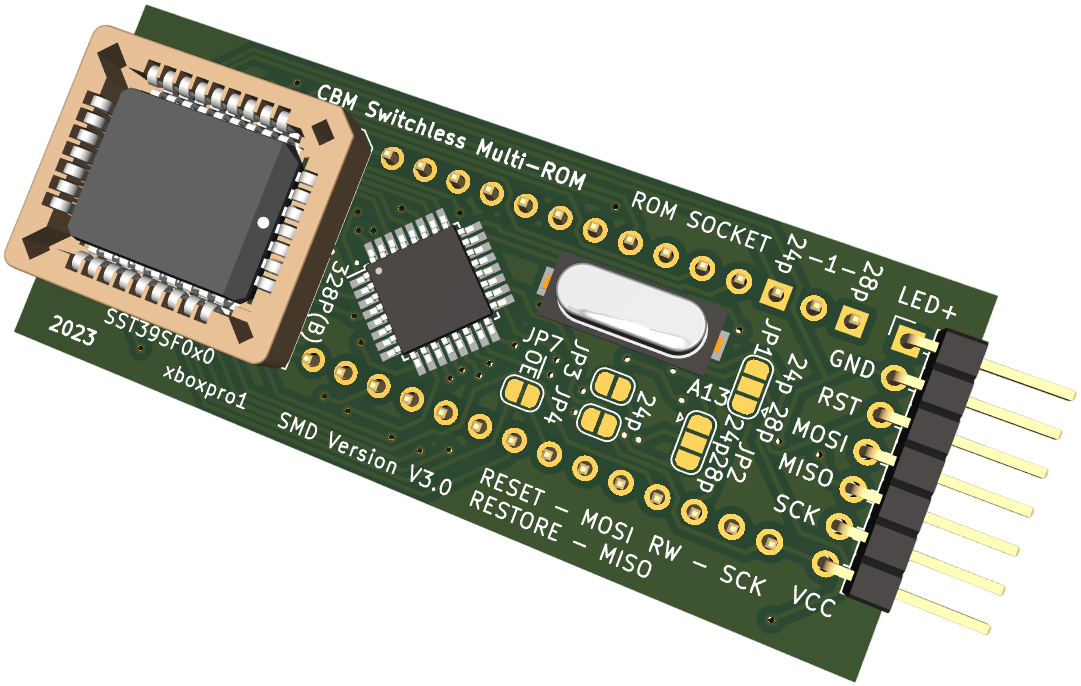 CBM Switchless Multi-ROM
ROM SOCKET
24p -1- 28p
LED+
GND
RST
MOSI
MISO
SCK
VCC
328P(B)
JP7
OE
JP3
JP4
24p
JP1
24p 28p
A13
JP2
24p28p
2023
SST39SF0x0
xboxpro1
SMD Version V3.0
RESET - MOSI RW - SCK
RESTORE - MISO